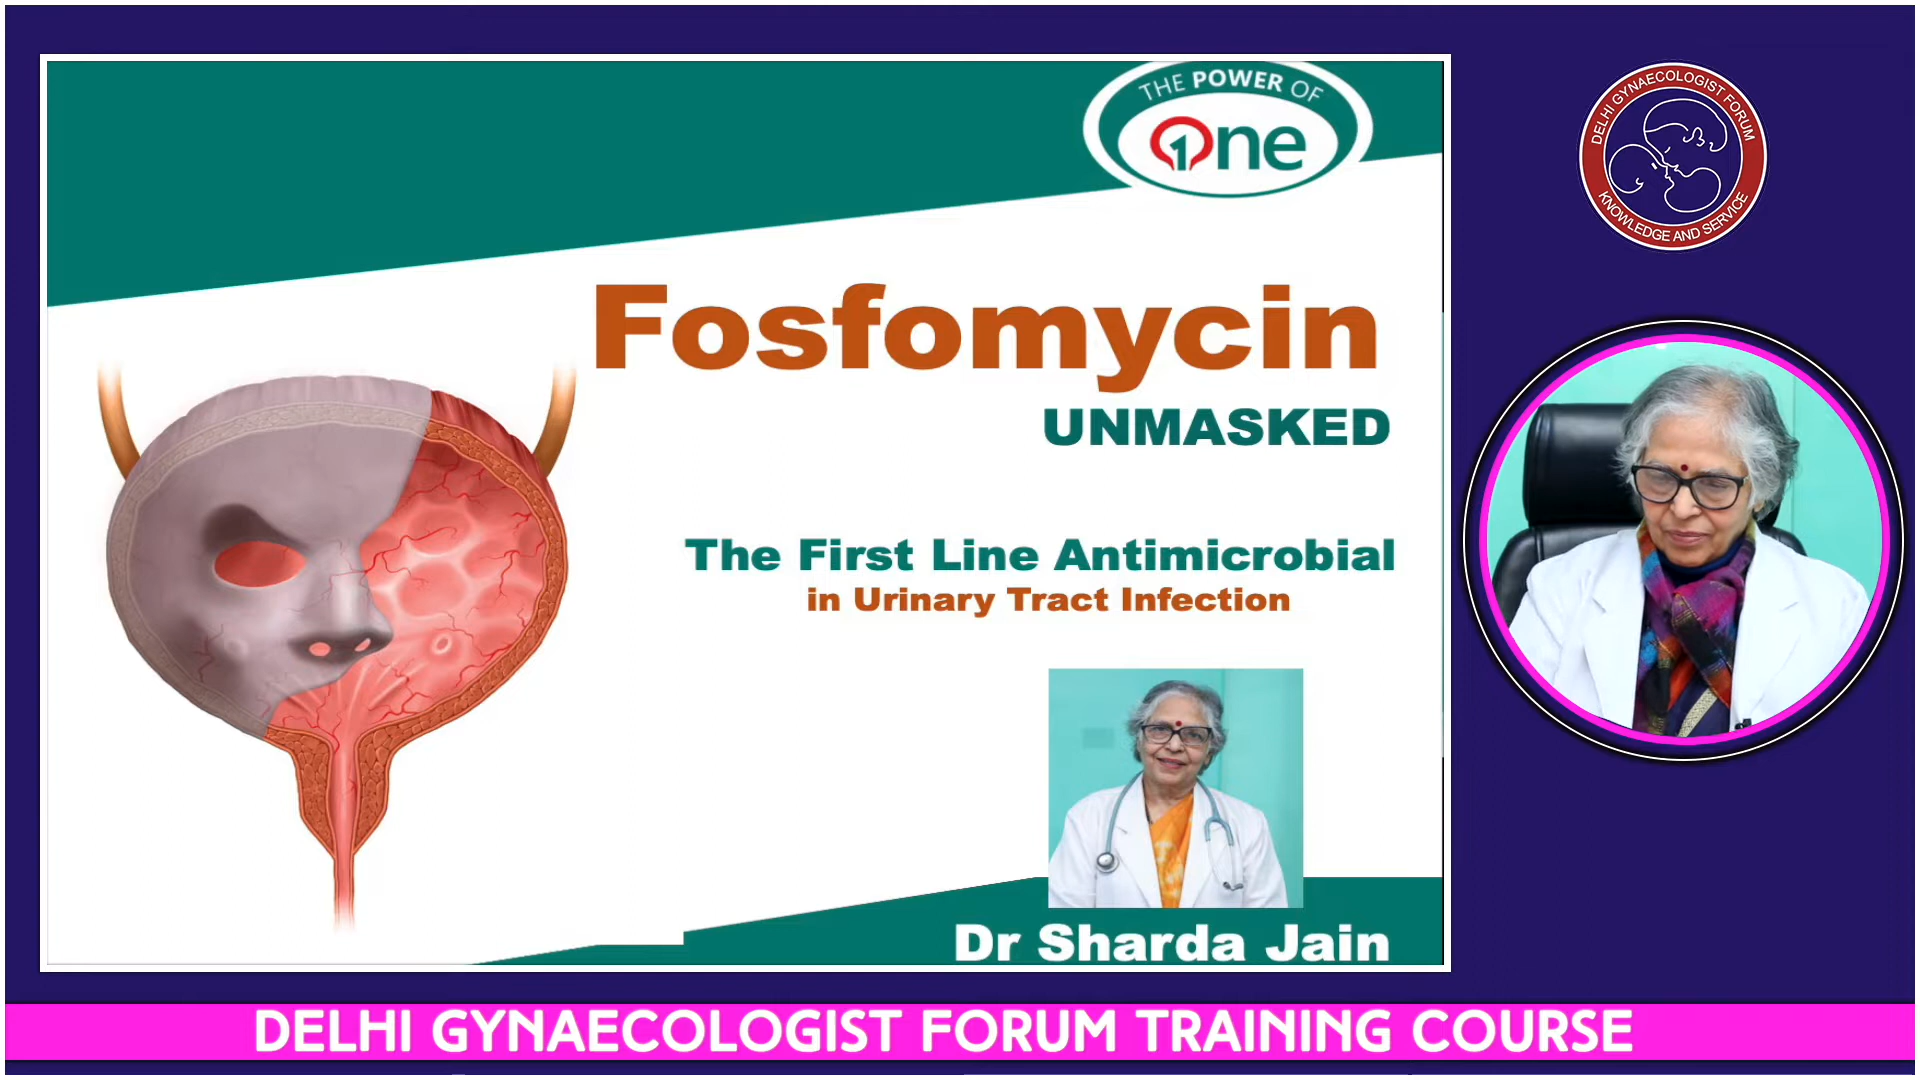 THE POWER OF
One
DELHI GYNAECOLOGIST FORUM
KNOWLEDGE AND SERVICE
Fosfomycin
UNMASKED
The First Line Antimicrobial
in Urinary Tract Infection
Dr Sharda Jain
DELHI GYNAECOLOGIST FORUM TRAINING COURSE